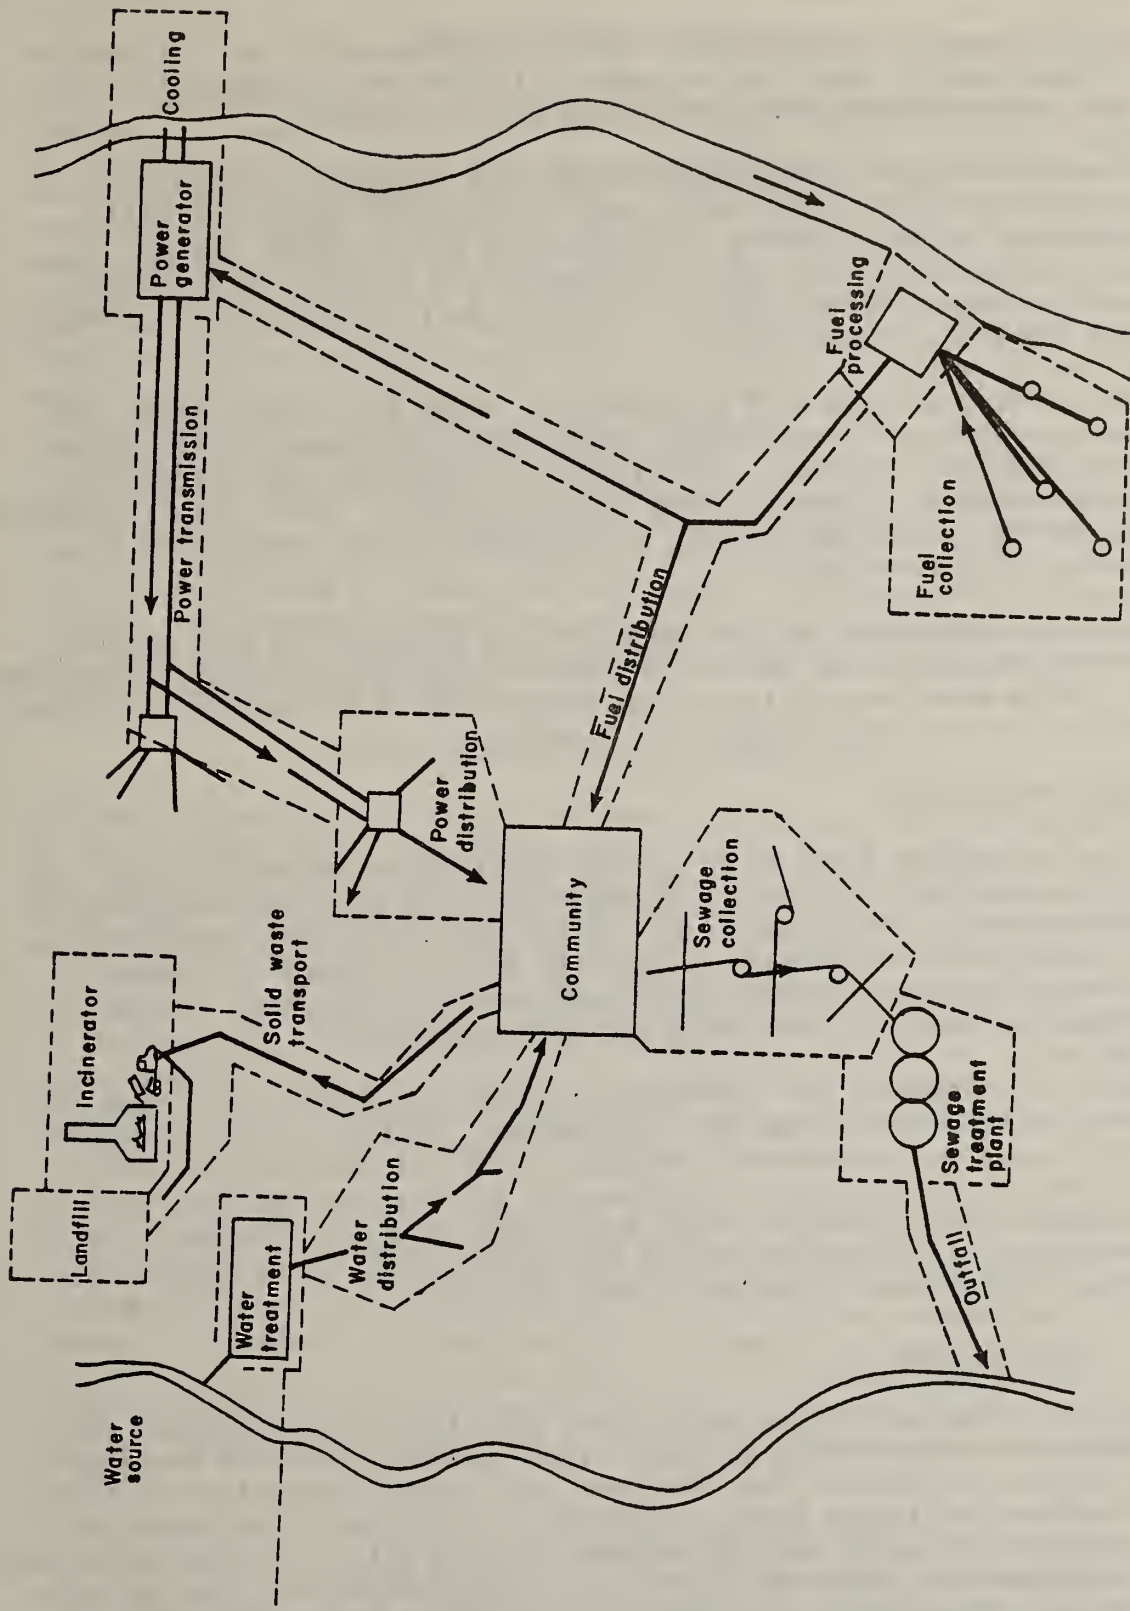 Water
source
Landfill
Incinerator
Power transmission
Power
generator
Cooling
Water
treatment
Solid waste
transport
Water
distribution
Power
distribution
Community
Fuel distribution
Sewage
collection
Fuel
processing
Outfall
Sewage
treatment
plant
Fuel
collection